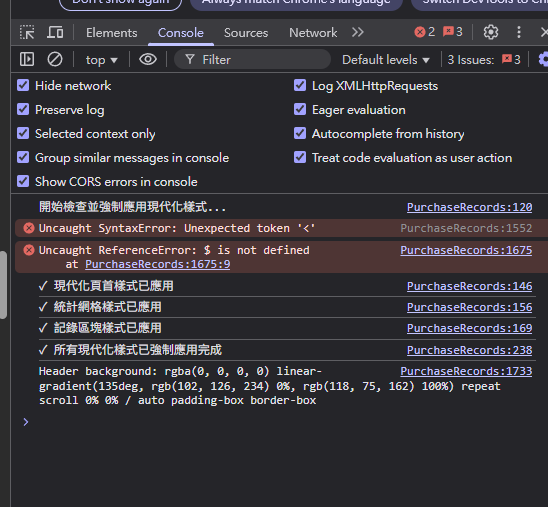 Don't show again
Always match Chrome's language
Elements
Console
Sources
Network
2
3
top
Filter
Default levels
3 Issues:
3
Hide network
Log XMLHttpRequests
Preserve log
Eager evaluation
Selected context only
Autocomplete from history
Group similar messages in console
Treat code evaluation as user action
Show CORS errors in console
開始檢查並強制應用現代化樣式... PurchaseRecords:120
Uncaught SyntaxError: Unexpected token '<' PurchaseRecords:1552
Uncaught ReferenceError: $ is not defined PurchaseRecords:1675
at PurchaseRecords:1675:9
✓ 現代化頁首樣式已應用 PurchaseRecords:146
✓ 統計網格樣式已應用 PurchaseRecords:156
✓ 記錄區塊樣式已應用 PurchaseRecords:169
✓ 所有現代化樣式已強制應用完成 PurchaseRecords:238
Header background: rgba(0, 0, 0, 0) linear- PurchaseRecords:1733
gradient(135deg, rgb(102, 126, 234) 0%, rgb(118, 75, 162) 100%) repeat
scroll 0% 0% / auto padding-box border-box